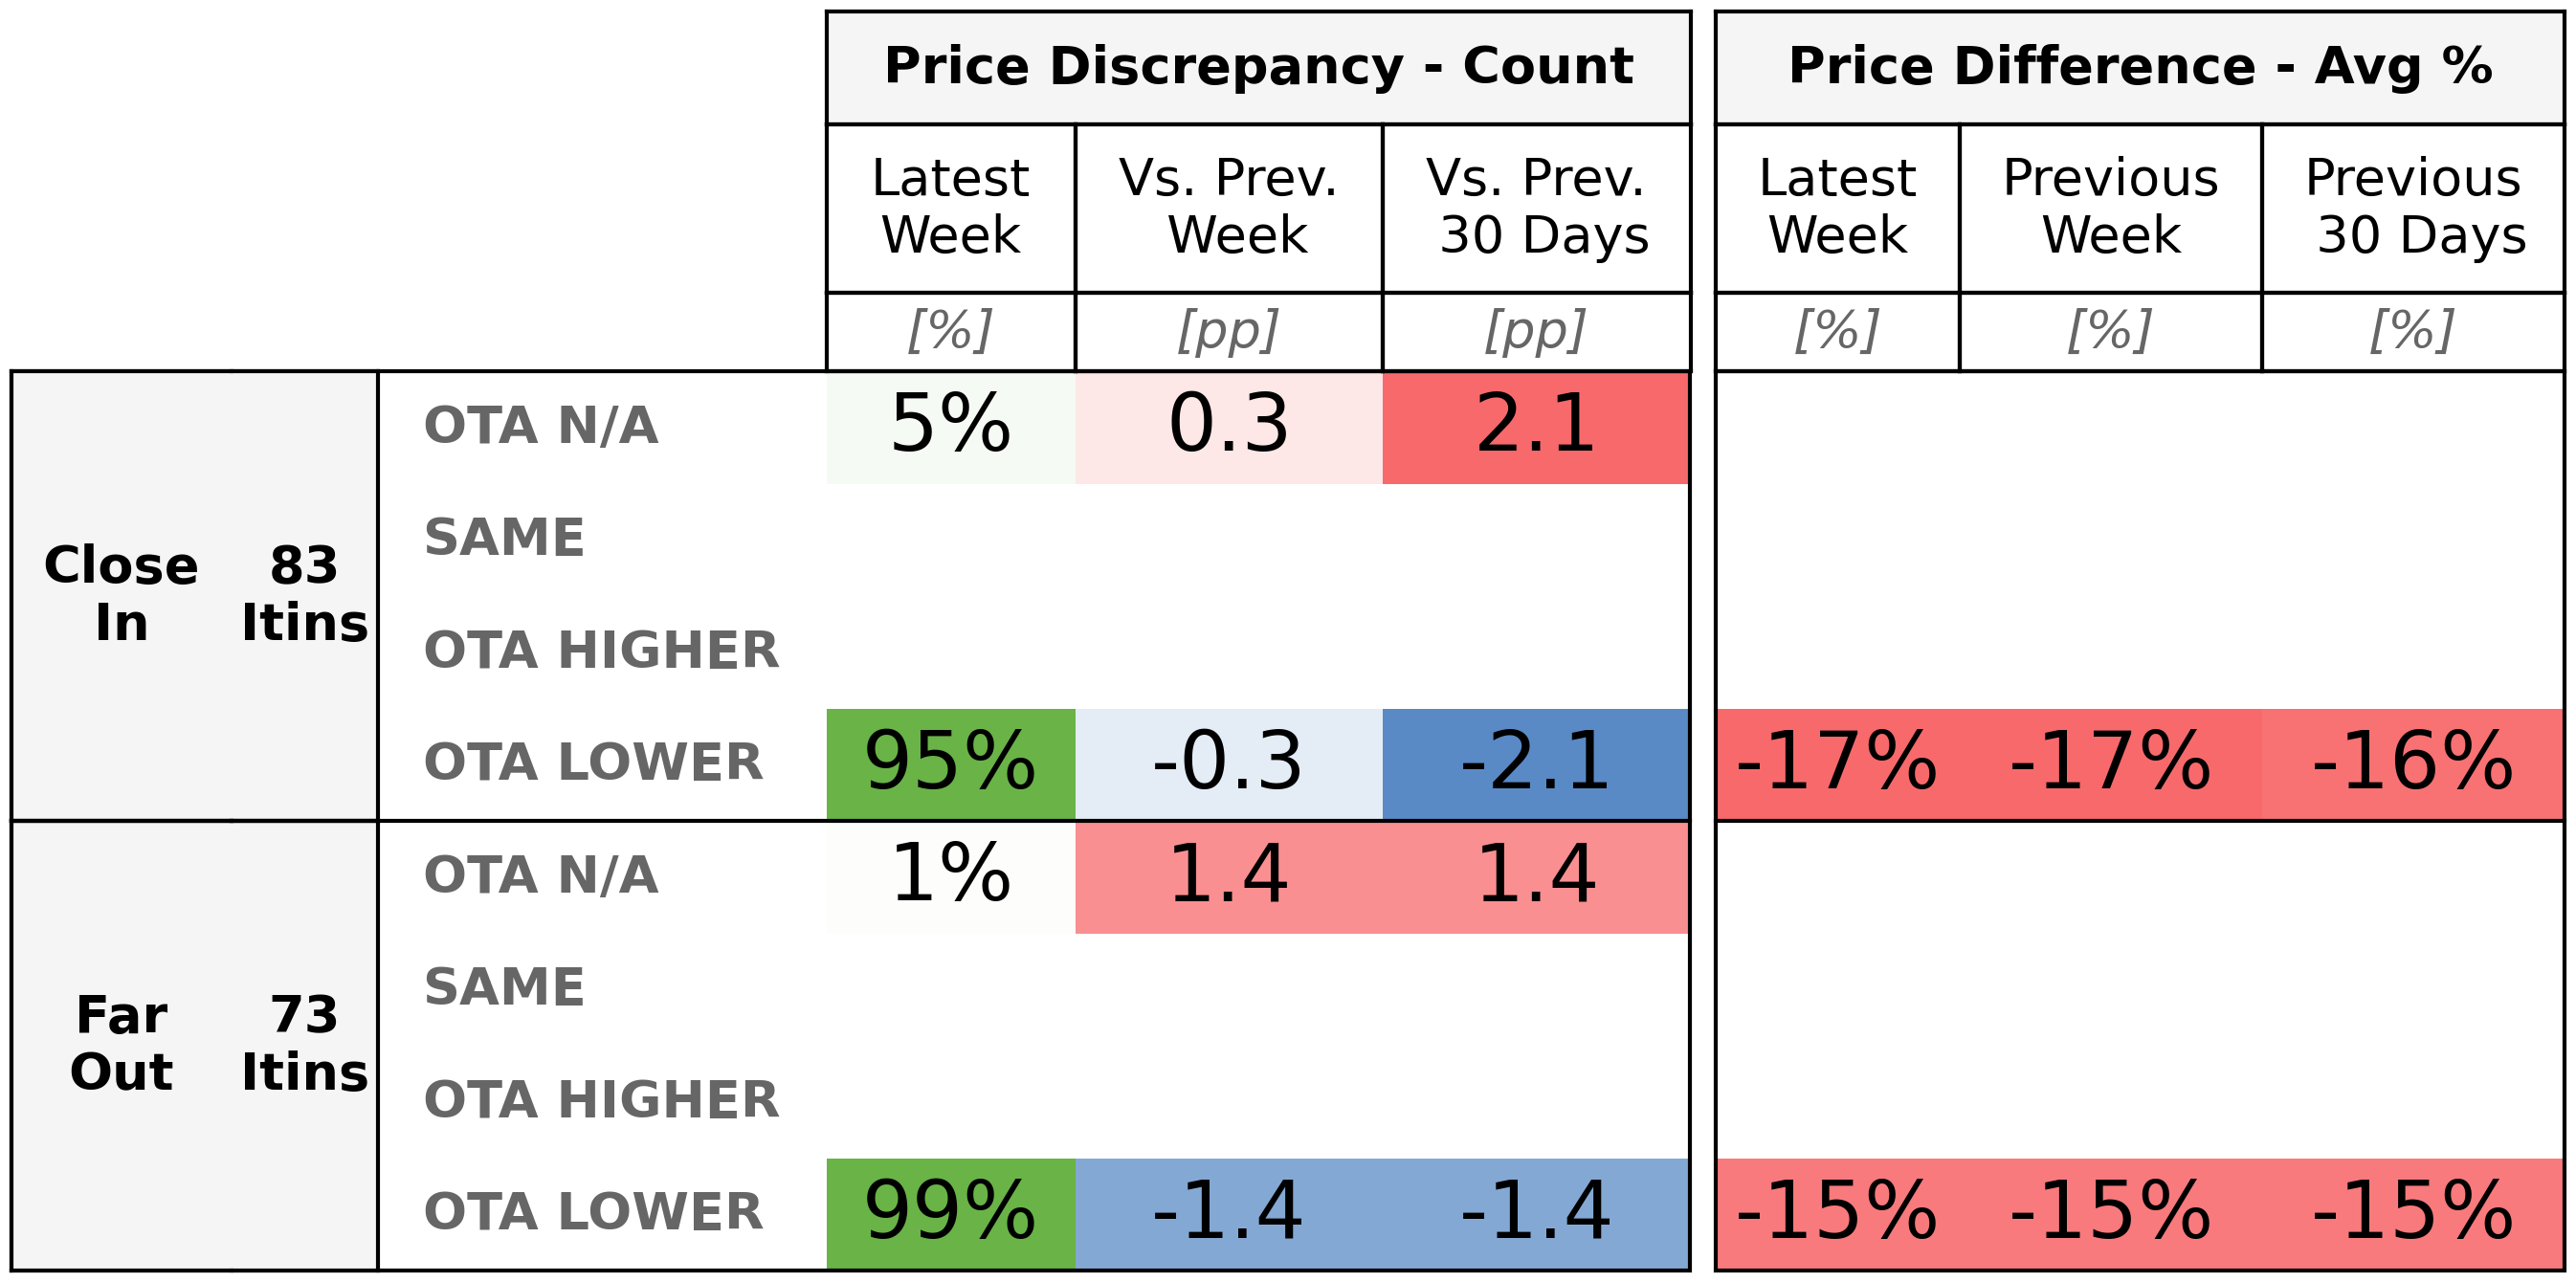 Price Discrepancy - Count
Price Difference - Avg %
Latest Week
Vs. Prev. Week
Vs. Prev. 30 Days
Latest Week
Previous Week
Previous 30 Days
[%] [pp] [pp] [%] [%] [%]
Close In
83 Itins
OTA N/A 5% 0.3 2.1
SAME
OTA HIGHER
OTA LOWER 95% -0.3 -2.1 -17% -17% -16%
Far Out
73 Itins
OTA N/A 1% 1.4 1.4
SAME
OTA HIGHER
OTA LOWER 99% -1.4 -1.4 -15% -15% -15%